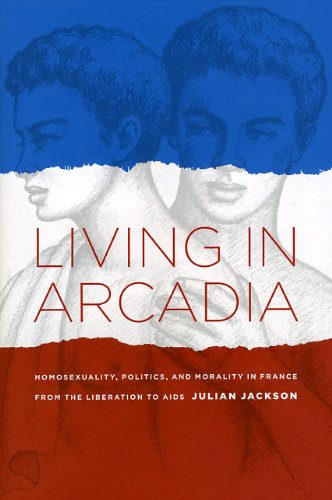 LIVING IN
ARCADIA
HOMOSEXUALITY, POLITICS, AND MORALITY IN FRANCE
FROM THE LIBERATION TO AIDS JULIAN JACKSON